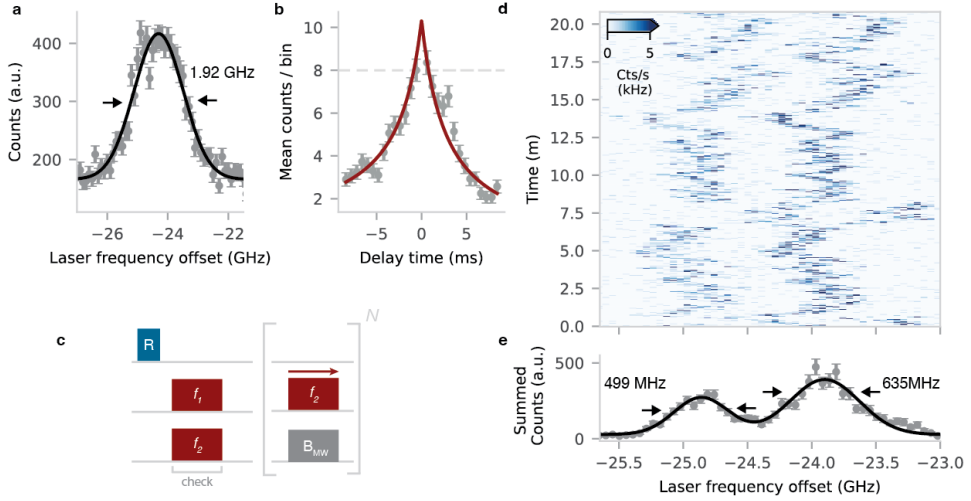 a
Counts (a.u.)
400
300
200
1.92 GHz
−26
−24
−22
Laser frequency offset (GHz)
b
Mean counts / bin
10
8
6
4
2
−5
0
5
Delay time (ms)
c
R
f1
f2
check
N
f2
BMW
d
0
5
Cts/s
(kHz)
Time (m)
20.0
17.5
15.0
12.5
10.0
7.5
5.0
2.5
0.0
e
Summed
Counts (a.u.)
500
0
499 MHz
635MHz
−25.5
−25.0
−24.5
−24.0
−23.5
−23.0
Laser frequency offset (GHz)